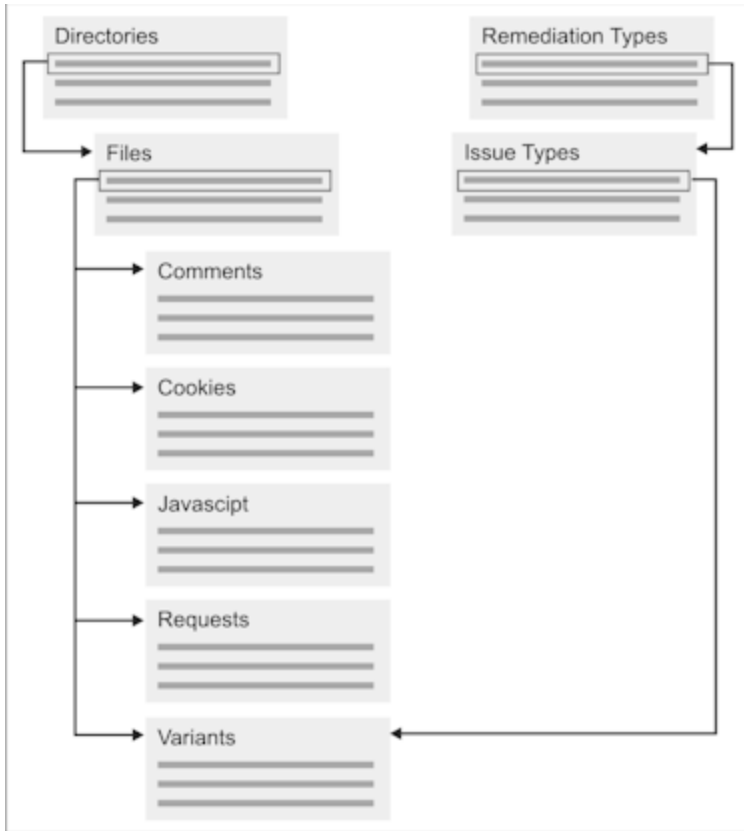 Directories
Remediation Types
Files
Issue Types
Comments
Cookies
Javascipt
Requests
Variants